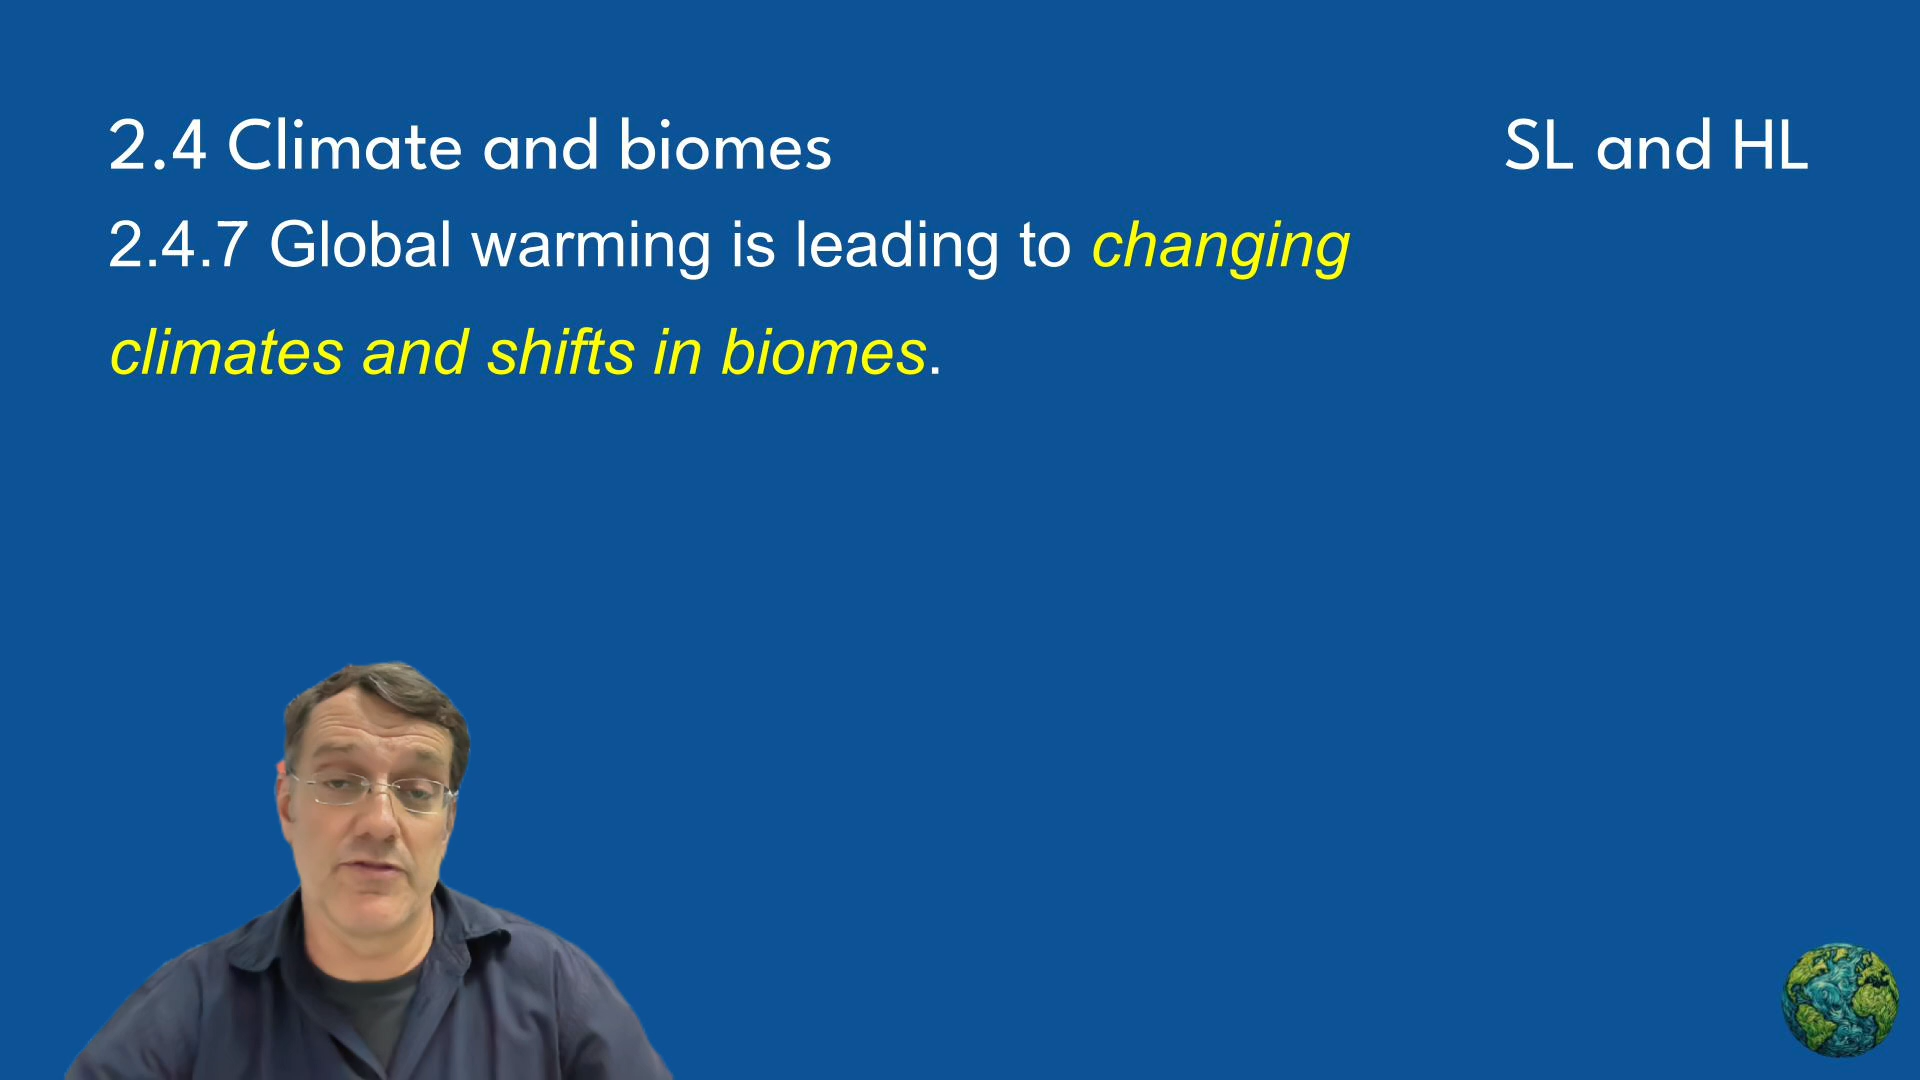 2.4 Climate and biomes SL and HL
2.4.7 Global warming is leading to changing
climates and shifts in biomes.